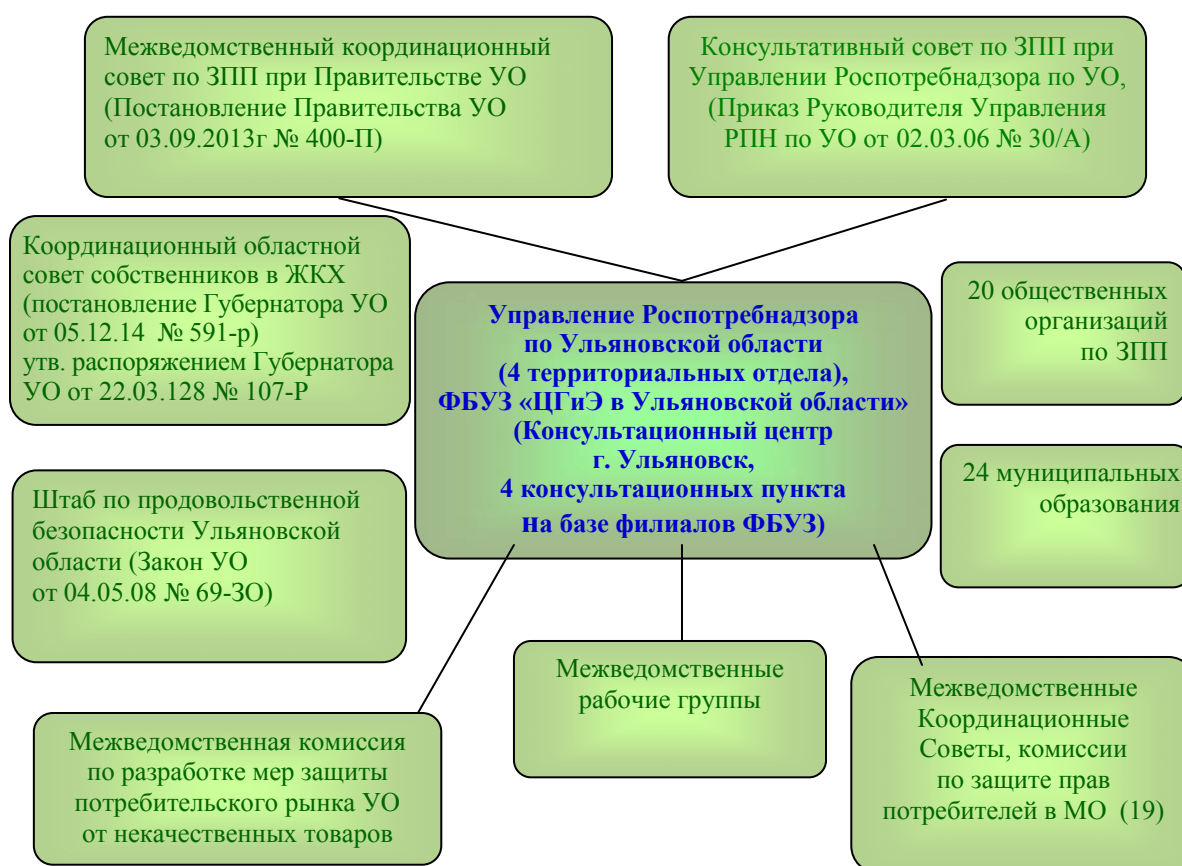 Межведомственный координационный
совет по ЗПП при Правительстве УО
(Постановление Правительства УО
от 03.09.2013г № 400-П)
Консультативный совет по ЗПП при
Управлении Роспотребнадзора по УО,
(Приказ Руководителя Управления
РПН по УО от 02.03.06 № 30/А)
Координационный областной
совет собственников в ЖКХ
(постановление Губернатора УО
от 05.12.14 № 591-р)
утв. распоряжением Губернатора
УО от 22.03.128 № 107-Р
Управление Роспотребнадзора
по Ульяновской области
(4 территориальных отдела),
ФБУЗ «ЦГиЭ в Ульяновской области»
(Консультационный центр
г. Ульяновск,
4 консультационных пункта
на базе филиалов ФБУЗ)
20 общественных
организаций
по ЗПП
Штаб по продовольственной
безопасности Ульяновской
области (Закон УО
от 04.05.08 № 69-ЗО)
24 муниципальных
образования
Межведомственная комиссия
по разработке мер защиты
потребительского рынка УО
от некачественных товаров
Межведомственные
рабочие группы
Межведомственные
Координационные
Советы, комиссии
по защите прав
потребителей в МО (19)